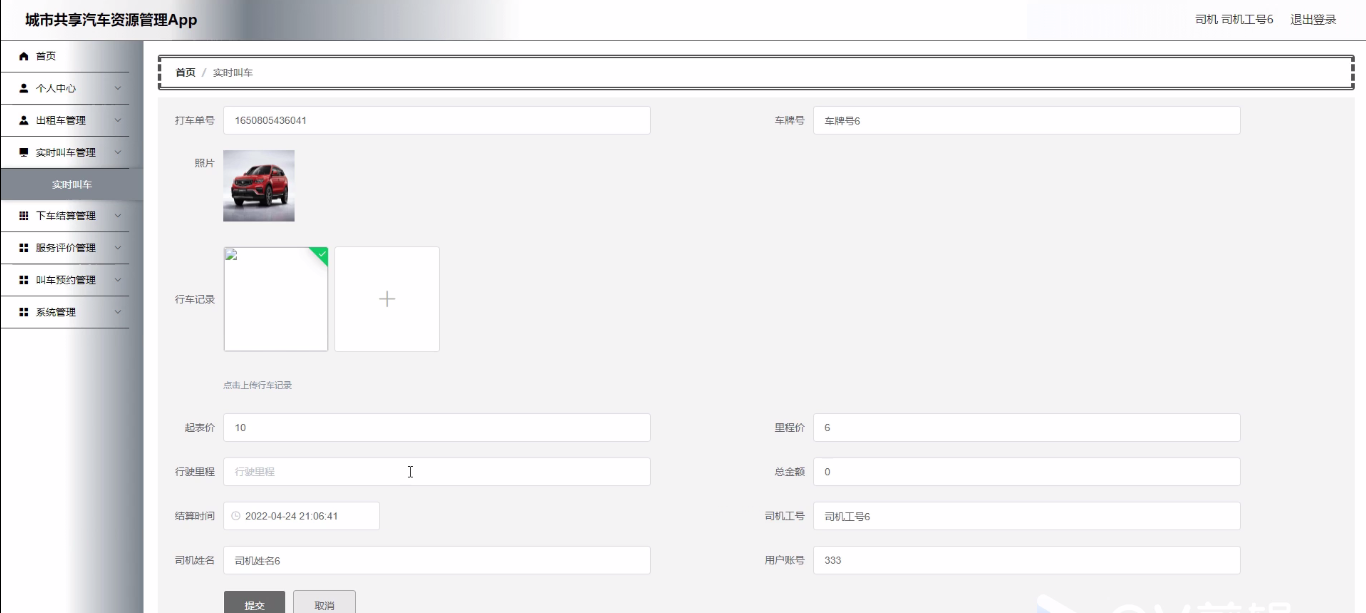 城市共享汽车资源管理App
司机 司机工号6 退出登录
首页
个人中心
出租车管理
实时叫车管理
实时叫车
下车结算管理
服务评价管理
叫车预约管理
系统管理
首页 / 实时叫车
打车单号 1650805436041 车牌号 车牌号6
照片
行车记录
点击上传行车记录
起表价 10 里程价 6
行驶里程 行驶里程 总金额 0
结算时间 2022-04-24 21:06:41 司机工号 司机工号6
司机姓名 司机姓名6 用户账号 333
提交 取消